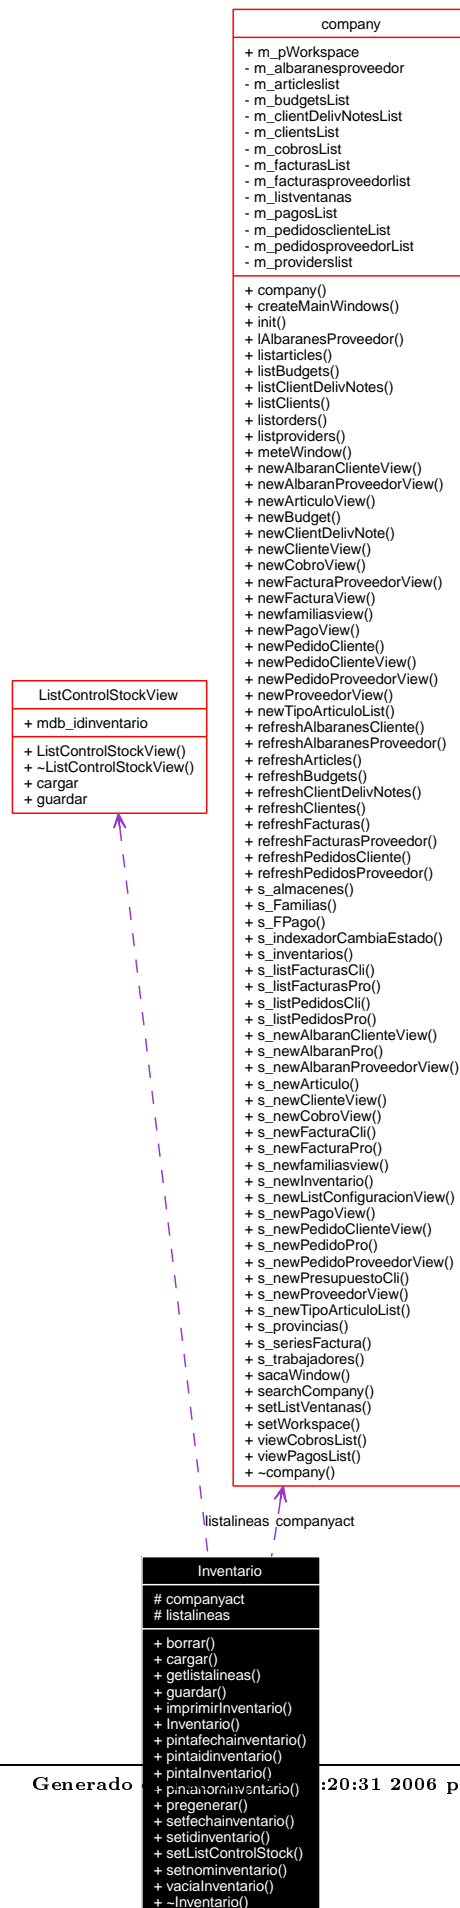 company
+ m_pWorkspace
- m_albaranesproveedor
- m_articleslist
- m_budgetsList
- m_clientDelivNotesList
- m_clientsList
- m_cobrosList
- m_facturasList
- m_facturasproveedorlist
- m_listventanas
- m_pagosList
- m_pedidosclienteList
- m_pedidosproveedorList
- m_providerslist
+ company()
+ createMainWindows()
+ init()
+ lAlbaranesProveedor()
+ listarticles()
+ listBudgets()
+ listClientDelivNotes()
+ listClients()
+ listorders()
+ listproviders()
+ meteWindow()
+ newAlbaranClienteView()
+ newAlbaranProveedorView()
+ newArticuloView()
+ newBudget()
+ newClientDelivNote()
+ newClienteView()
+ newCobroView()
+ newFacturaProveedorView()
+ newFacturaView()
+ newfamiliasview()
+ newPagoView()
+ newPedidoCliente()
+ newPedidoClienteView()
+ newPedidoProveedorView()
+ newProveedorView()
+ newTipoArticuloList()
+ refreshAlbaranesCliente()
+ refreshAlbaranesProveedor()
+ refreshArticles()
+ refreshBudgets()
+ refreshClientDelivNotes()
+ refreshClientes()
+ refreshFacturas()
+ refreshFacturasProveedor()
+ refreshPedidosCliente()
+ refreshPedidosProveedor()
+ s_almacenes()
+ s_Familias()
+ s_FPago()
+ s_indexadorCambiaEstado()
+ s_inventarios()
+ s_listFacturasCli()
+ s_listFacturasPro()
+ s_listPedidosCli()
+ s_listPedidosPro()
+ s_newAlbaranClienteView()
+ s_newAlbaranPro()
+ s_newAlbaranProveedorView()
+ s_newArticulo()
+ s_newClienteView()
+ s_newCobroView()
+ s_newFacturaCli()
+ s_newFacturaPro()
+ s_newfamiliasview()
+ s_newInventario()
+ s_newListConfiguracionView()
+ s_newPagoView()
+ s_newPedidoClienteView()
+ s_newPedidoPro()
+ s_newPedidoProveedorView()
+ s_newPresupuestoCli()
+ s_newProveedorView()
+ s_newTipoArticuloList()
+ s_provincias()
+ s_seriesFactura()
+ s_trabajadores()
+ sacaWindow()
+ searchCompany()
+ setListVentanas()
+ setWorkspace()
+ viewCobrosList()
+ viewPagosList()
+ ~company()
ListControlStockView
+ mdb_idinventario
+ ListControlStockView()
+ ~ListControlStockView()
+ cargar
+ guardar
listalineas companyact
Inventario
# companyact
# listalineas
+ borrar()
+ cargar()
+ getlistalineas()
+ guardar()
+ imprimirInventario()
+ Inventario()
+ pintafechainventario()
+ pintaidinventario()
+ pintaInventario()
+ pintanominventario()
+ pregenerar()
+ setfechainventario()
+ setidinventario()
+ setListControlStock()
+ setnominventario()
+ vaciaInventario()
+ ~Inventario()
Generado :20:31 2006 p